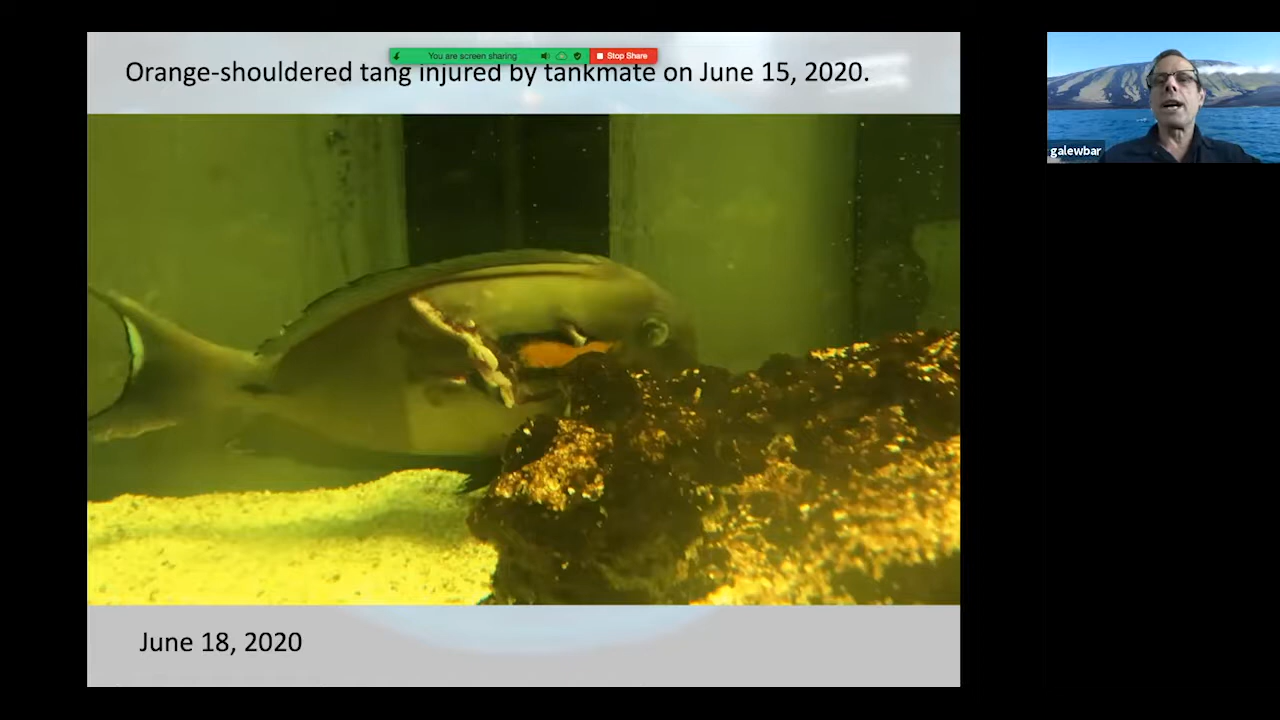 You are screen sharing
Stop Share
Orange-shouldered tang injured by tankmate on June 15, 2020.
galewbar
June 18, 2020